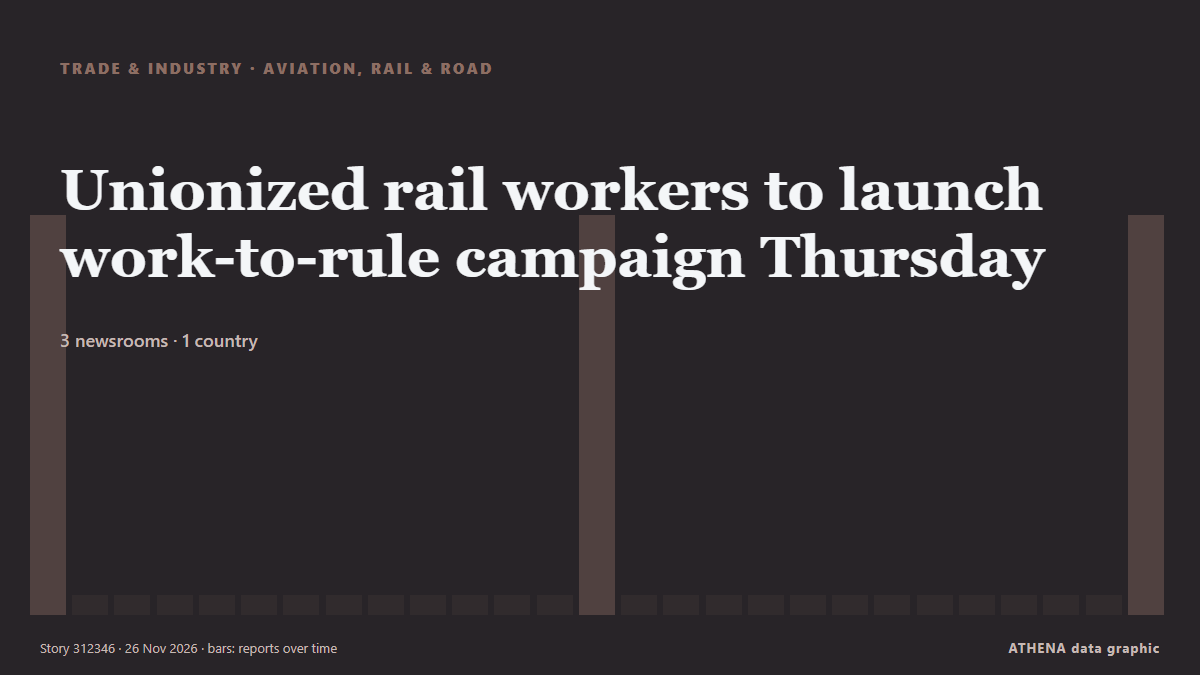 TRADE & INDUSTRY · AVIATION, RAIL & ROAD
Unionized rail workers to launch
work-to-rule campaign Thursday
3 newsrooms · 1 country
Story 312346 · 26 Nov 2026 · bars: reports over time
ATHENA data graphic